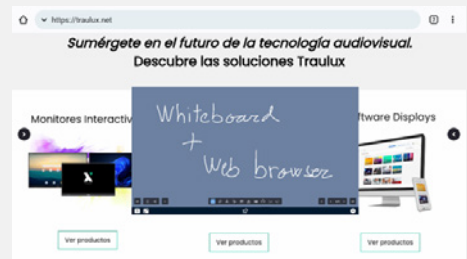 https://traulux.net
Sumérgete en el futuro de la tecnología audiovisual.
Descubre las soluciones Traulux
Monitores Interactiv
ftware Displays
Whiteboard
+
Web browser
Ver productos
Ver productos
Ver productos